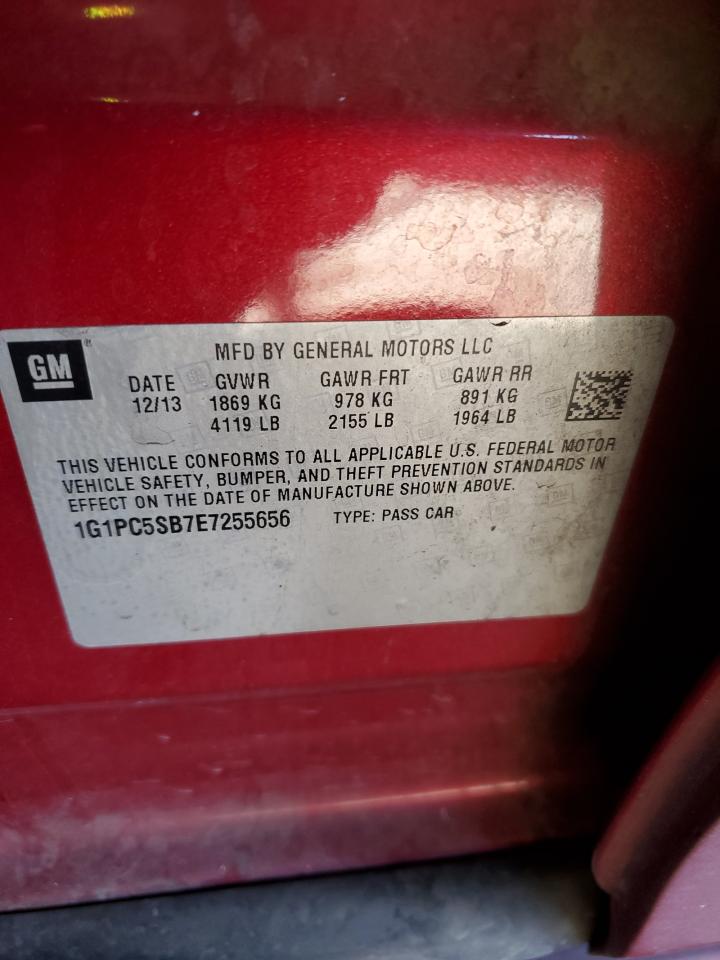 GM®
MFD BY GENERAL MOTORS LLC
DATE GVWR GAWR FRT GAWR RR
12/13 1869 KG 978 KG 891 KG
4119 LB 2155 LB 1964 LB
THIS VEHICLE CONFORMS TO ALL APPLICABLE U.S. FEDERAL MOTOR
VEHICLE SAFETY, BUMPER, AND THEFT PREVENTION STANDARDS IN
EFFECT ON THE DATE OF MANUFACTURE SHOWN ABOVE.
1G1PC5SB7E7255656 TYPE: PASS CAR